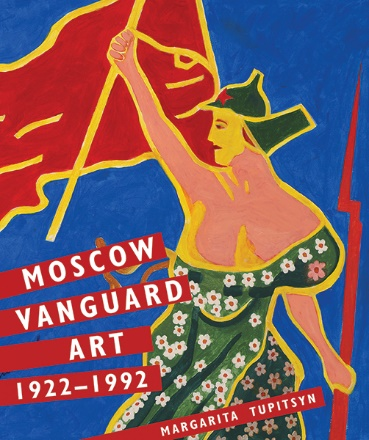 MOSCOW
VANGUARD
ART
1922–1992
MARGARITA TUPITSYN